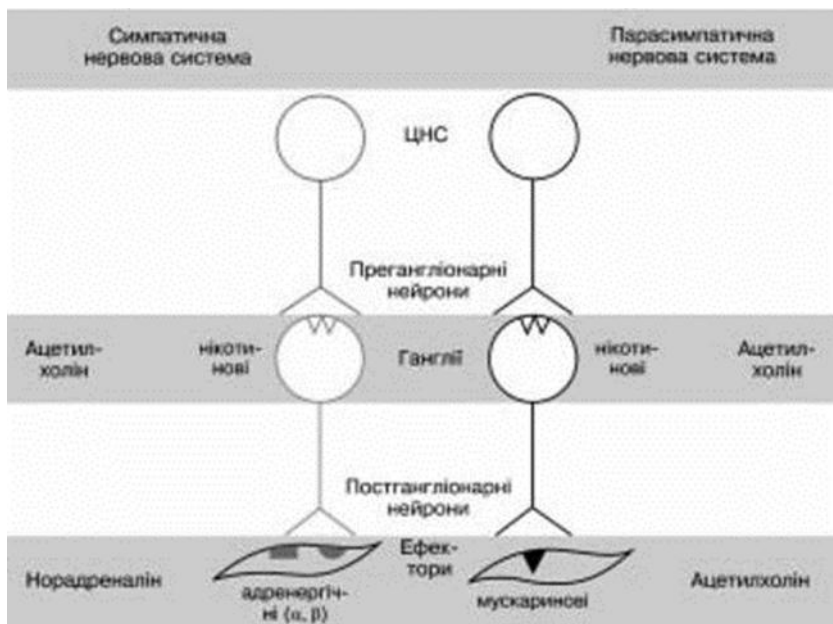 Симпатична
нервова система
Парасимпатична
нервова система
ЦНС
Прегангліонарні
нейрони
Ацетил-
холін
нікоти-
нові
Ганглії
нікоти-
нові
Ацетил-
холін
Постгангліонарні
нейрони
Норадреналін
адренергіч-
ні (α, β)
Ефек-
тори
мускаринові
Ацетилхолін